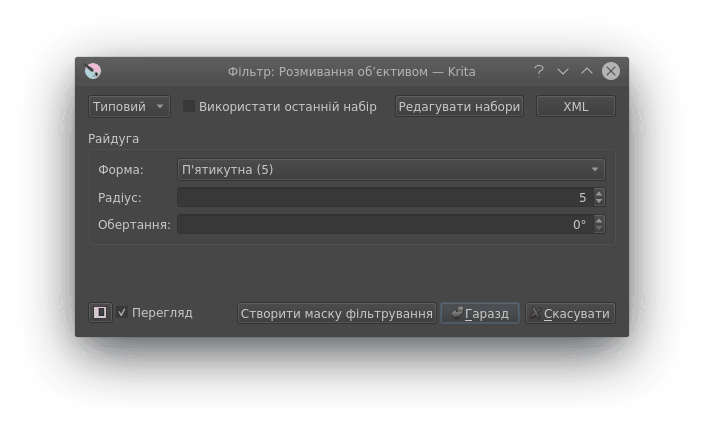 Фільтр: Розмивання об’єктивом — Krita
Типовий Використати останній набір Редагувати набори XML
Райдуга
Форма: П'ятикутна (5)
Радіус: 5
Обертання: 0°
Перегляд Створити маску фільтрування Гаразд Скасувати